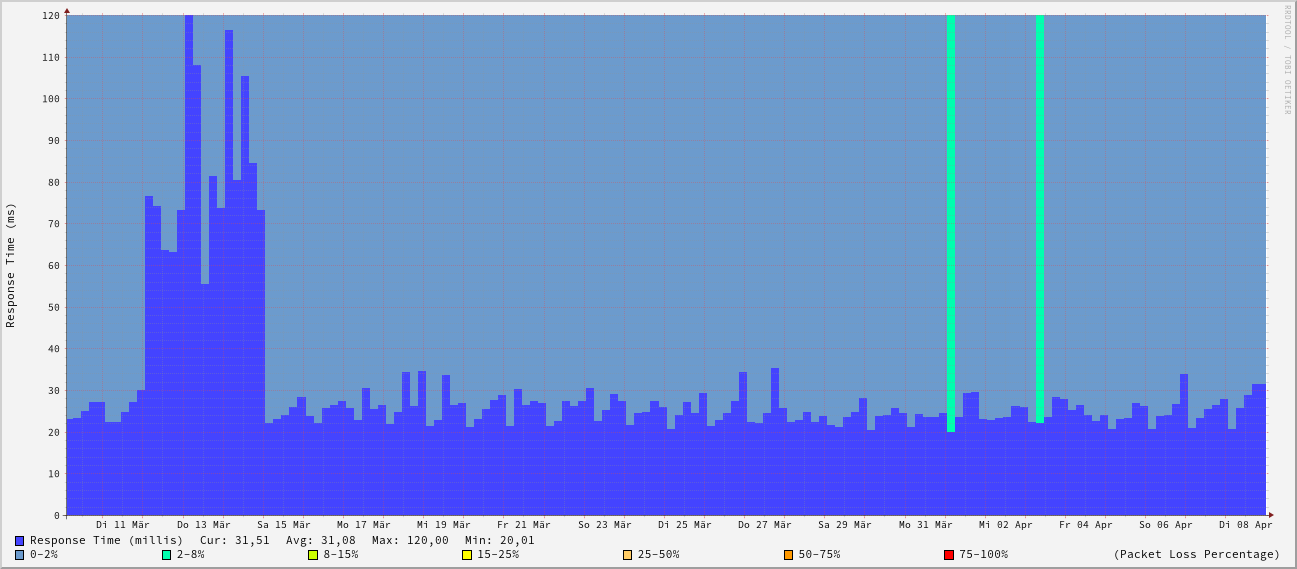 RRDTOOL / TOBI OETIKER
Response Time (ms)
120
110
100
90
80
70
60
50
40
30
20
10
0
Di 11 Mär Do 13 Mär Sa 15 Mär Mo 17 Mär Mi 19 Mär Fr 21 Mär So 23 Mär Di 25 Mär Do 27 Mär Sa 29 Mär Mo 31 Mär Mi 02 Apr Fr 04 Apr So 06 Apr Di 08 Apr
Response Time (millis) Cur: 31,51 Avg: 31,08 Max: 120,00 Min: 20,01
0-2% 2-8% 8-15% 15-25% 25-50% 50-75% 75-100% (Packet Loss Percentage)